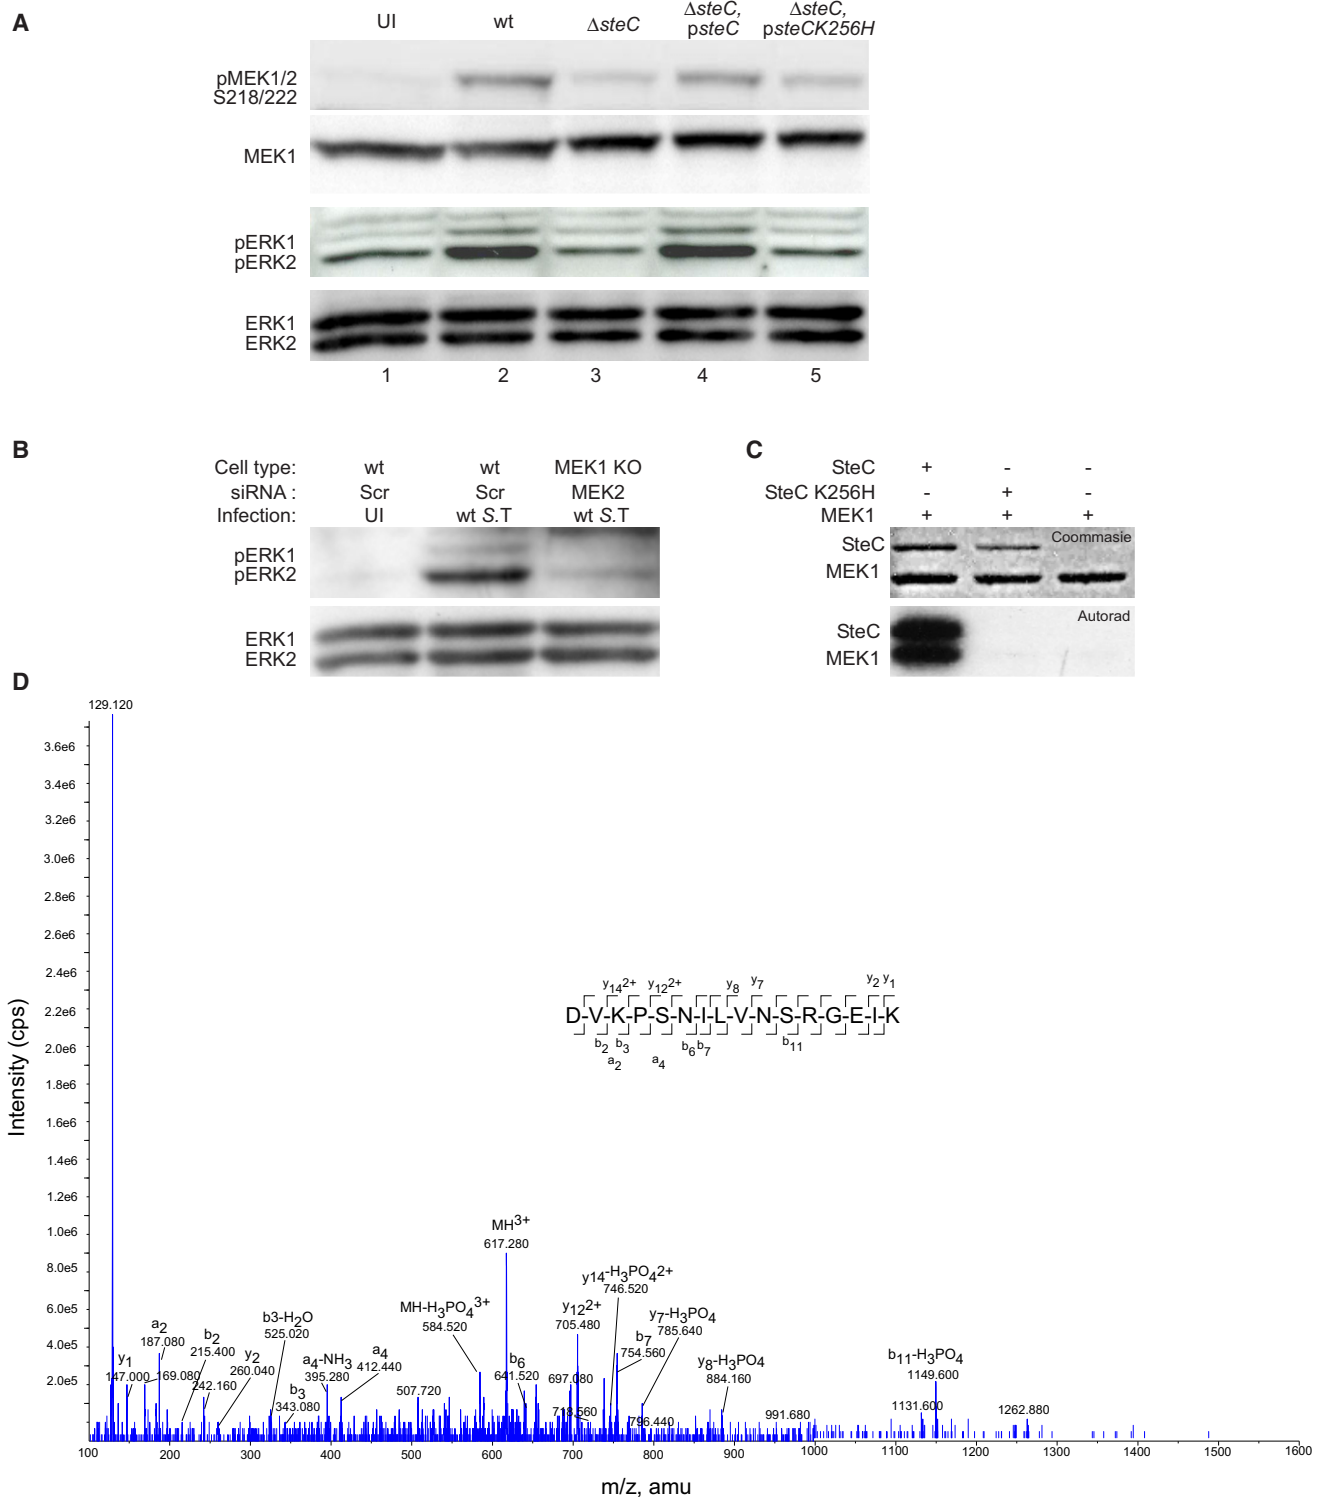 A
UI wt ΔsteC ΔsteC, psteC ΔsteC, psteCK256H
pMEK1/2
S218/222
MEK1
pERK1
pERK2
ERK1
ERK2
1 2 3 4 5
B
Cell type: wt wt MEK1 KO
siRNA : Scr Scr MEK2
Infection: UI wt S.T wt S.T
pERK1
pERK2
ERK1
ERK2
C
SteC + - -
SteC K256H - + -
MEK1 + + +
SteC Coommasie
MEK1
Autorad
SteC
MEK1
D
129.120
3.6e6
3.4e6
3.2e6
3.0e6
2.8e6
2.6e6
2.4e6
2.2e6
2.0e6
1.8e6
1.6e6
1.4e6
1.2e6
1.0e6
8.0e5
6.0e5
4.0e5
2.0e5
Intensity (cps)
y14 2+ y12 2+ y8 y7 y2 y1
D-V-K-P-S-N-I-L-V-N-S-R-G-E-I-K
b2 b3 b6 b7 b11
a2 a4
MH3+
617.280
y14-H3PO4 2+
746.520
MH-H3PO4 3+
584.520
y12 2+
705.480
y7-H3PO4
785.640
b3-H2O
525.020
a2
187.080
b2
215.400
b7
754.560
y1
147.000
169.080
242.160
y2
260.040
a4-NH3
395.280
a4
412.440
b6
641.520
697.080
y8-H3PO4
884.160
b11-H3PO4
1149.600
b3
343.080
507.720
718.560
796.440
991.680
1131.600
1262.880
100 200 300 400 500 600 700 800 900 1000 1100 1200 1300 1400 1500 1600
m/z, amu